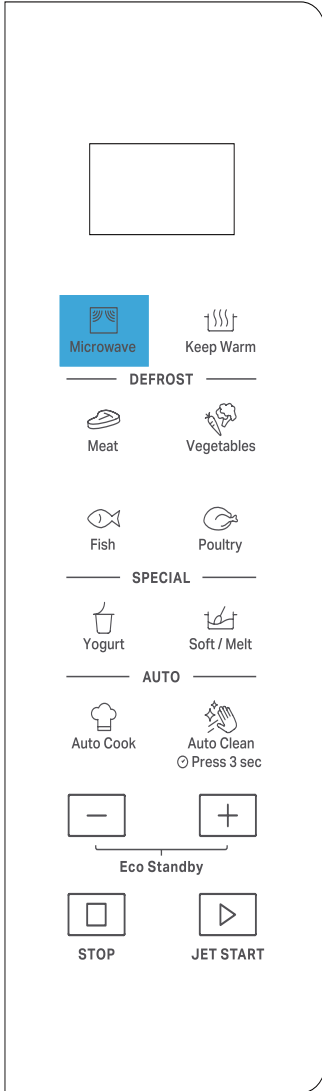 Microwave Keep Warm
DEFROST
Meat Vegetables
Fish Poultry
SPECIAL
Yogurt Soft / Melt
AUTO
Auto Cook Auto Clean
Press 3 sec
Eco Standby
STOP JET START